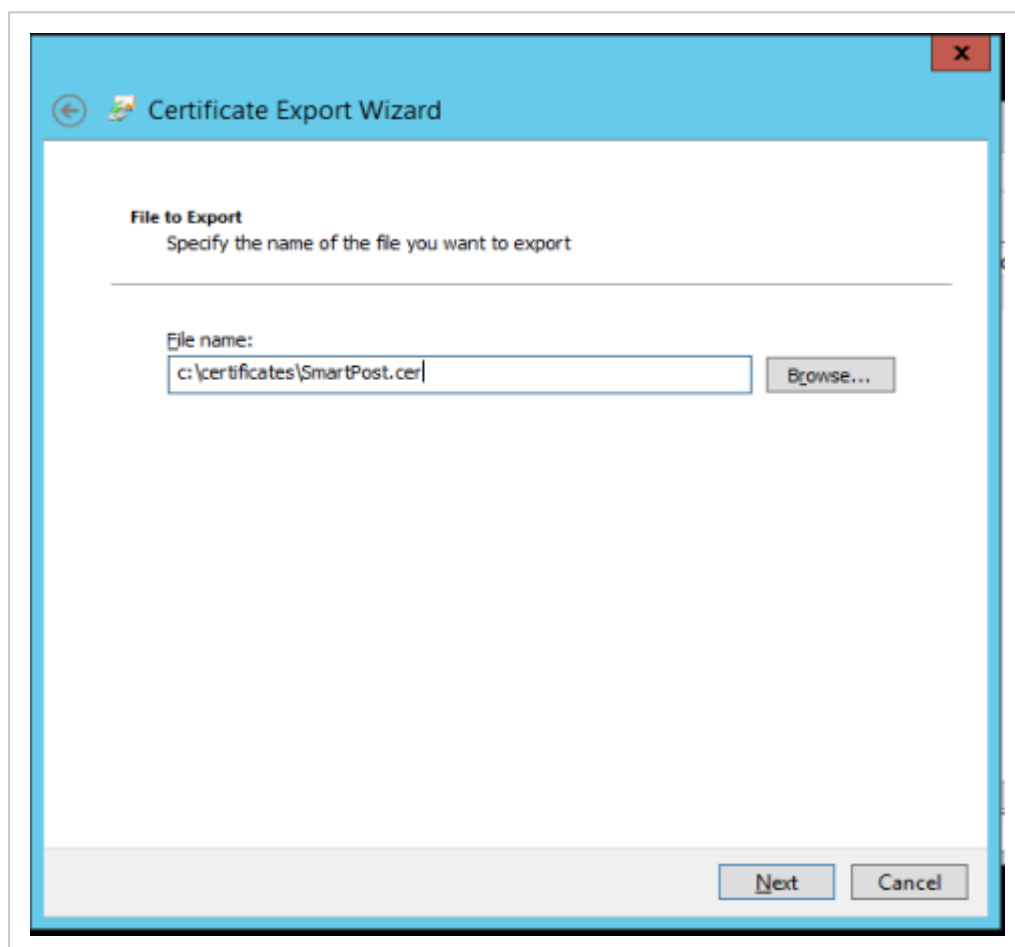 x
Certificate Export Wizard
File to Export
Specify the name of the file you want to export
File name:
c:\certificates\SmartPost.cer
Browse...
Next
Cancel